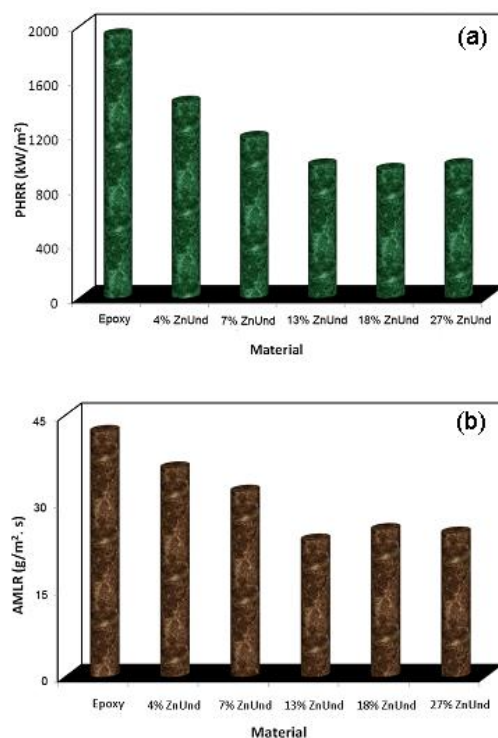 (a)
2000
1600
1200
800
400
0
PHRR (kW/m²)
Epoxy 4% ZnUnd 7% ZnUnd 13% ZnUnd 18% ZnUnd 27% ZnUnd
Material
(b)
45
30
15
0
AMLR (g/m². s)
Epoxy 4% ZnUnd 7% ZnUnd 13% ZnUnd 18% ZnUnd 27% ZnUnd
Material